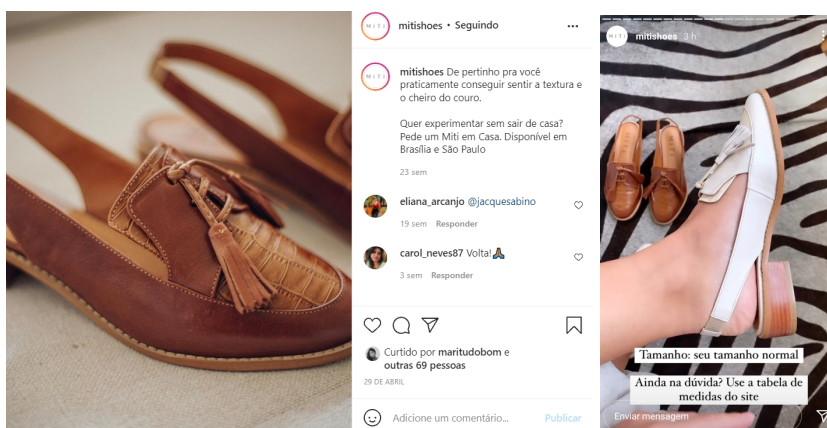 MITI
mitishoes • Seguindo
MITI
mitishoes De pertinho pra você
praticamente conseguir sentir a textura e
o cheiro do couro.
Quer experimentar sem sair de casa?
Pede um Miti em Casa. Disponível em
Brasília e São Paulo
23 sem
eliana_arcanjo @jacquesabino
19 sem Responder
carol_neves87 Volta!🙏🏾
3 sem Responder
Curtido por maritudobom e
outras 69 pessoas
29 DE ABRIL
Adicione um comentário... Publicar
MITI
mitishoes 3 h
Tamanho: seu tamanho normal
Ainda na dúvida? Use a tabela de
medidas do site
Enviar mensagem